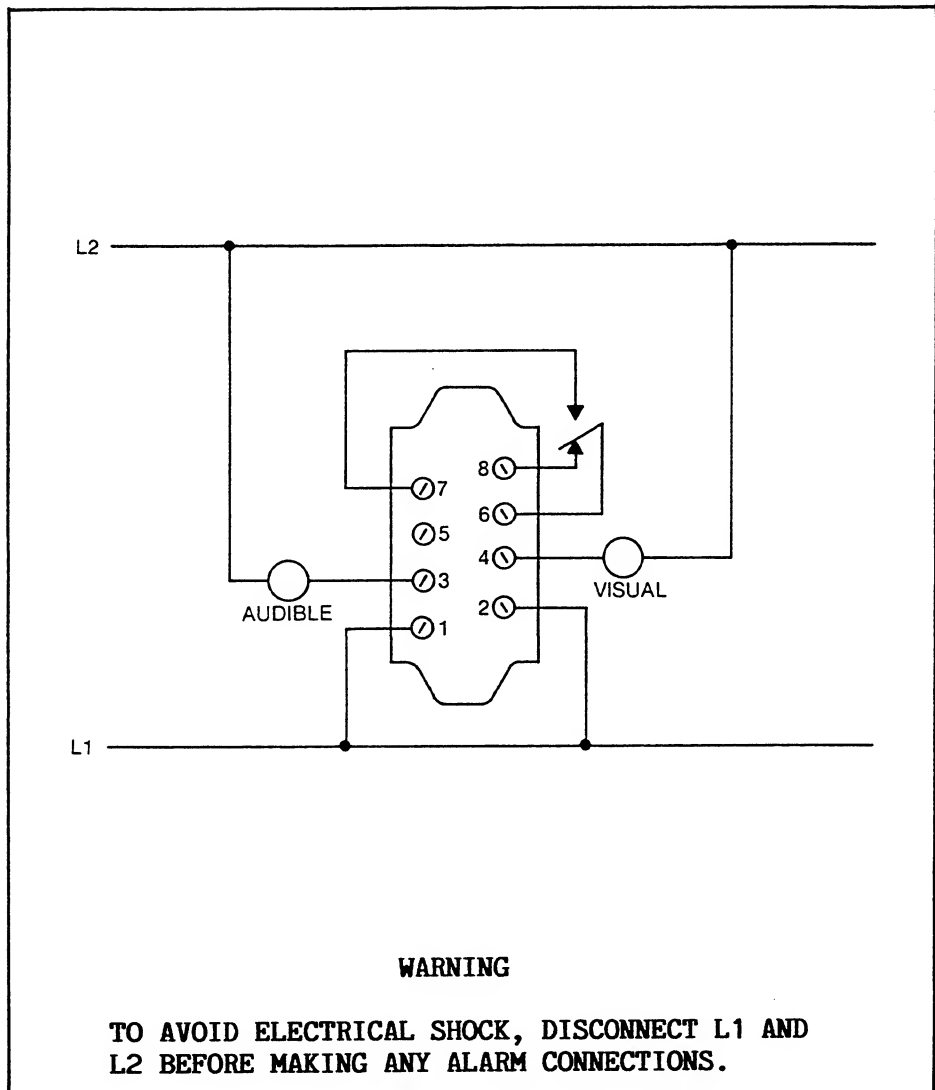 L2
8
7
6
5
4
3
VISUAL
AUDIBLE
2
1
L1
WARNING
TO AVOID ELECTRICAL SHOCK, DISCONNECT L1 AND
L2 BEFORE MAKING ANY ALARM CONNECTIONS.